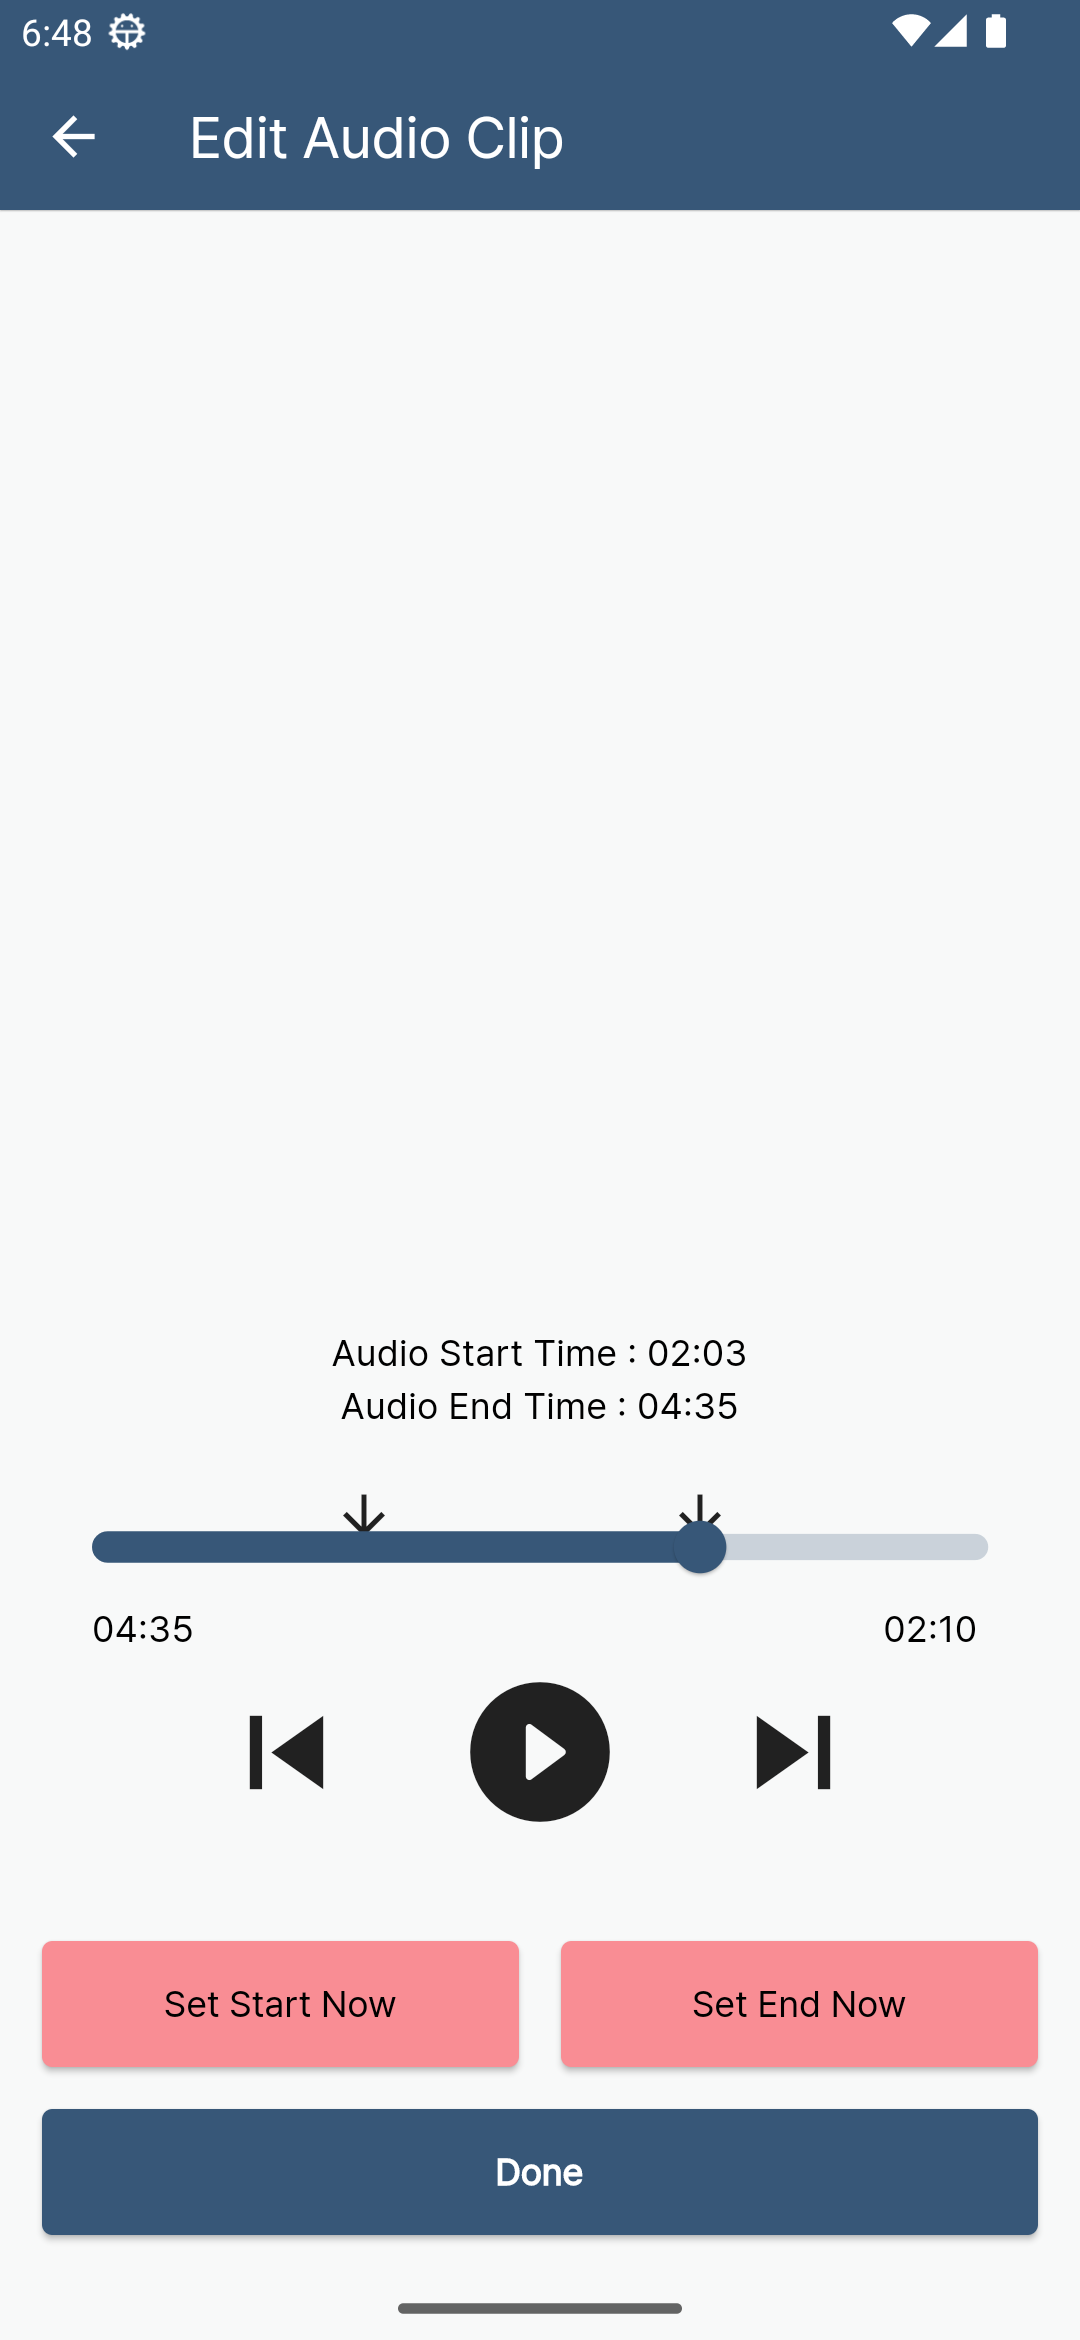 6:48
Edit Audio Clip
Audio Start Time : 02:03
Audio End Time : 04:35
04:35 02:10
Set Start Now Set End Now
Done